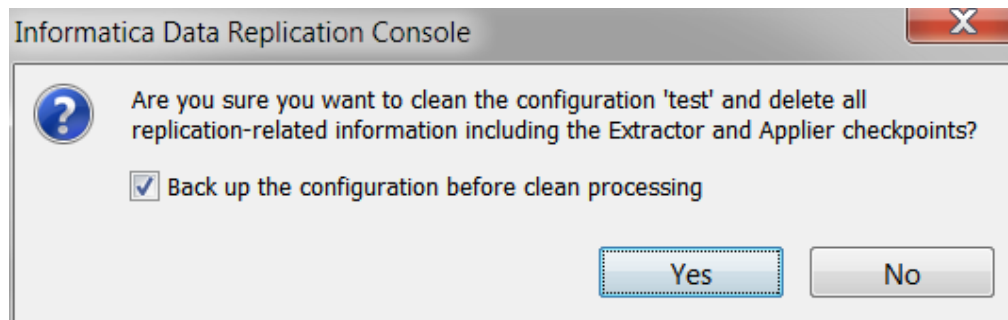 Informatica Data Replication Console
Are you sure you want to clean the configuration 'test' and delete all
replication-related information including the Extractor and Applier checkpoints?
Back up the configuration before clean processing
Yes No